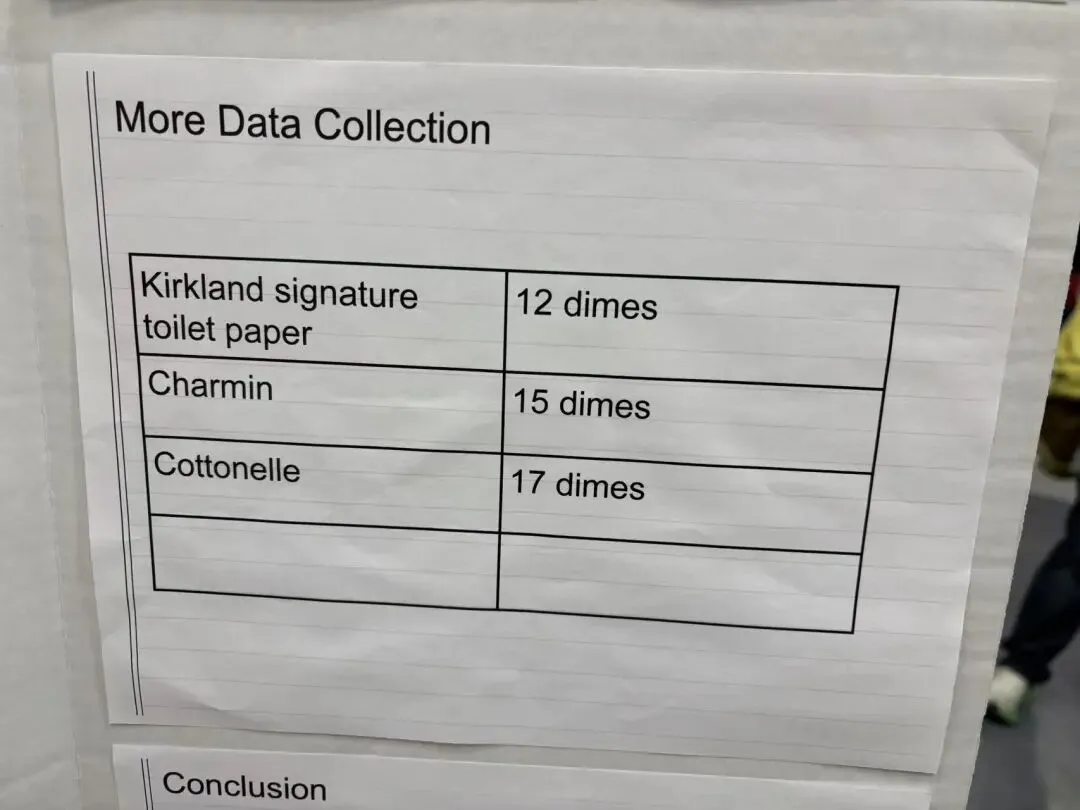 More Data Collection
Kirkland signature
toilet paper
12 dimes
Charmin
15 dimes
Cottonelle
17 dimes
Conclusion